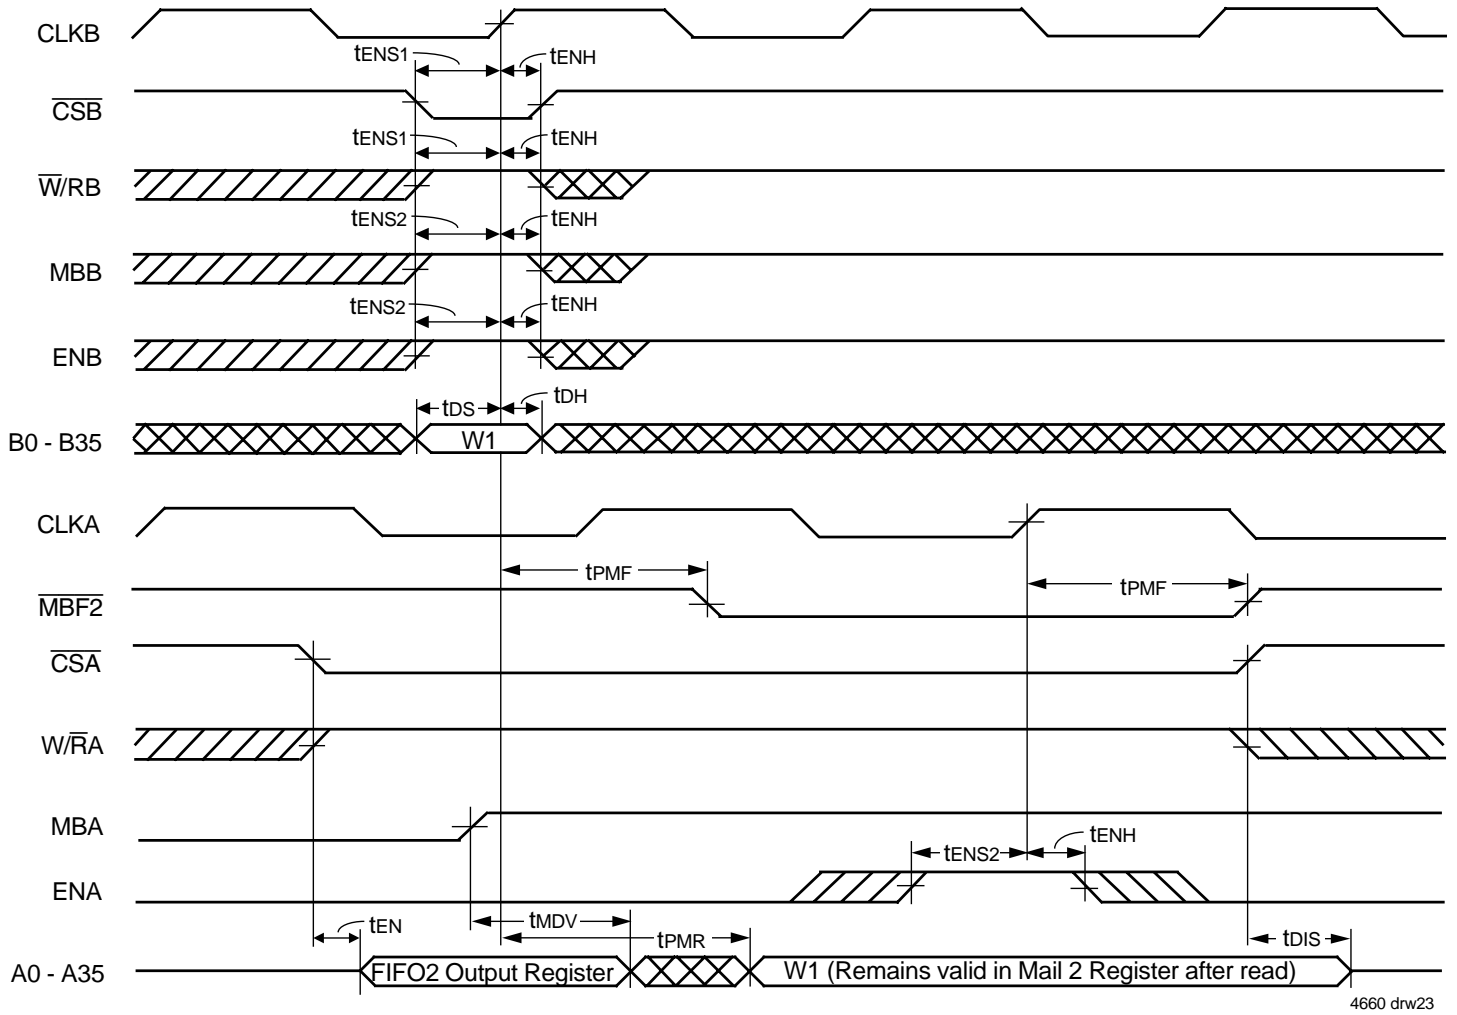 CLKB
tENS1
tENH
CSB
tENS1
tENH
W/RB
tENS2
tENH
MBB
tENS2
tENH
ENB
tDS
tDH
B0 - B35
W1
CLKA
tPMF
tPMF
MBF2
CSA
W/RA
MBA
tENS2
tENH
ENA
tEN
tMDV
tPMR
tDIS
A0 - A35
FIFO2 Output Register
W1 (Remains valid in Mail 2 Register after read)
4660 drw23